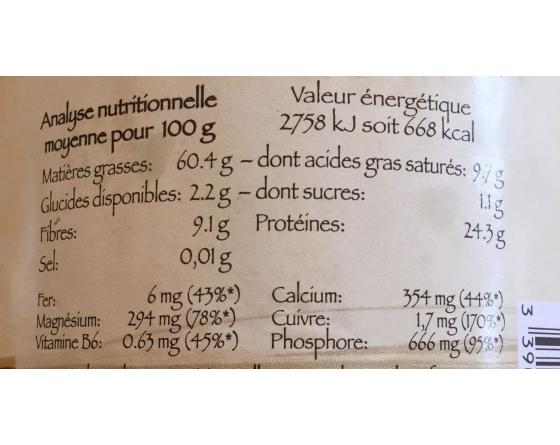 Analyse nutritionnelle
moyenne pour 100 g
Valeur énergétique
2758 kJ soit 668 kcal
Matières grasses: 60.4 g – dont acides gras saturés: 9.7 g
Glucides disponibles: 2.2 g – dont sucres: 1.1 g
Fibres: 9.1 g Protéines: 24.3 g
Sel: 0,01 g
Fer: 6 mg (43%*) Calcium: 354 mg (44%*)
Magnésium: 294 mg (78%*) Cuivre: 1,7 mg (170%*)
Vitamine B6: 0.63 mg (45%*) Phosphore: 666 mg (95%*)
3 39